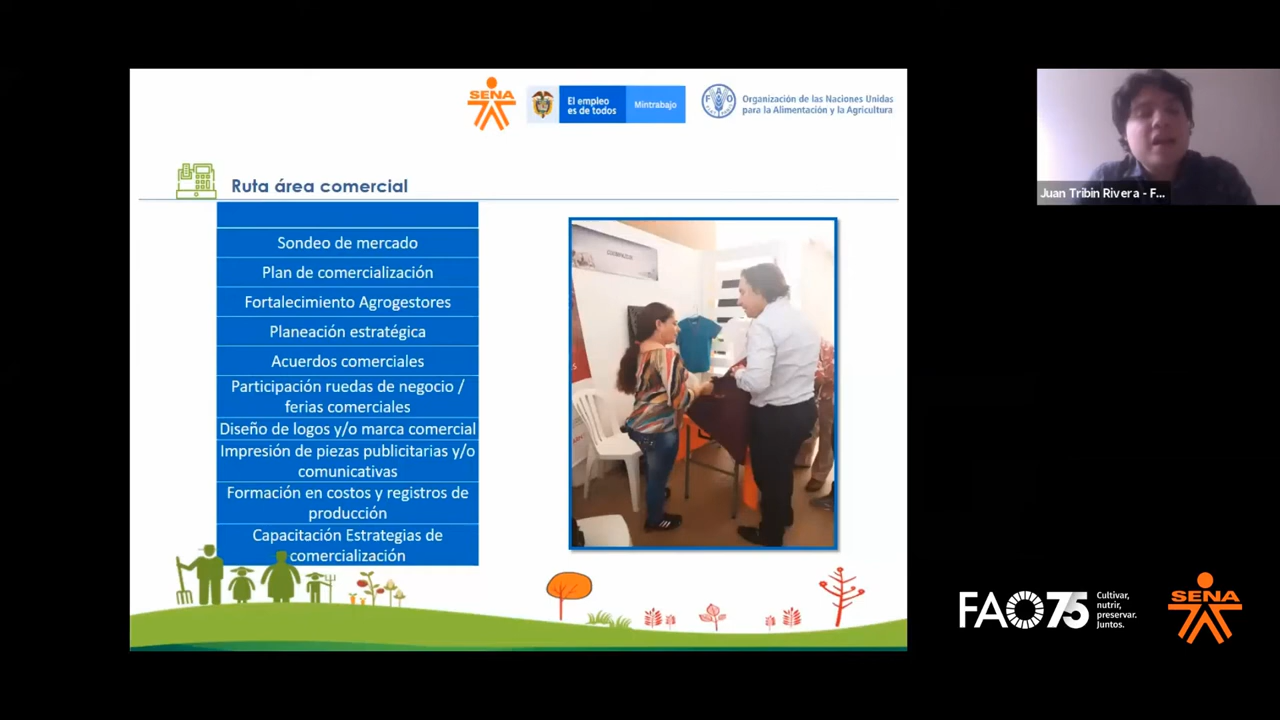 SENA
El empleo
es de todos
Mintrabajo
FAO
Organización de las Naciones Unidas
para la Alimentación y la Agricultura
Juan Tribin Rivera - F...
Ruta área comercial
Sondeo de mercado
Plan de comercialización
Fortalecimiento Agrogestores
Planeación estratégica
Acuerdos comerciales
Participación ruedas de negocio /
ferias comerciales
Diseño de logos y/o marca comercial
Impresión de piezas publicitarias y/o
comunicativas
Formación en costos y registros de
producción
Capacitación Estrategias de
comercialización
FAO75
Cultivar,
nutrir,
preservar.
Juntos.
SENA